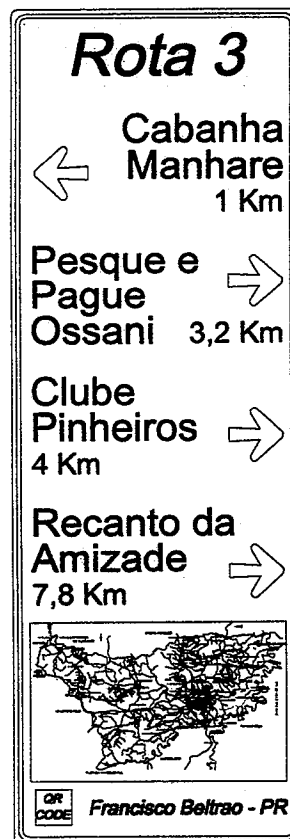 Rota 3
Cabanha
Manhare
1 Km
Pesque e
Pague
Ossani 3,2 Km
Clube
Pinheiros
4 Km
Recanto da
Amizade
7,8 Km
QR
CODE
Francisco Beltrao - PR